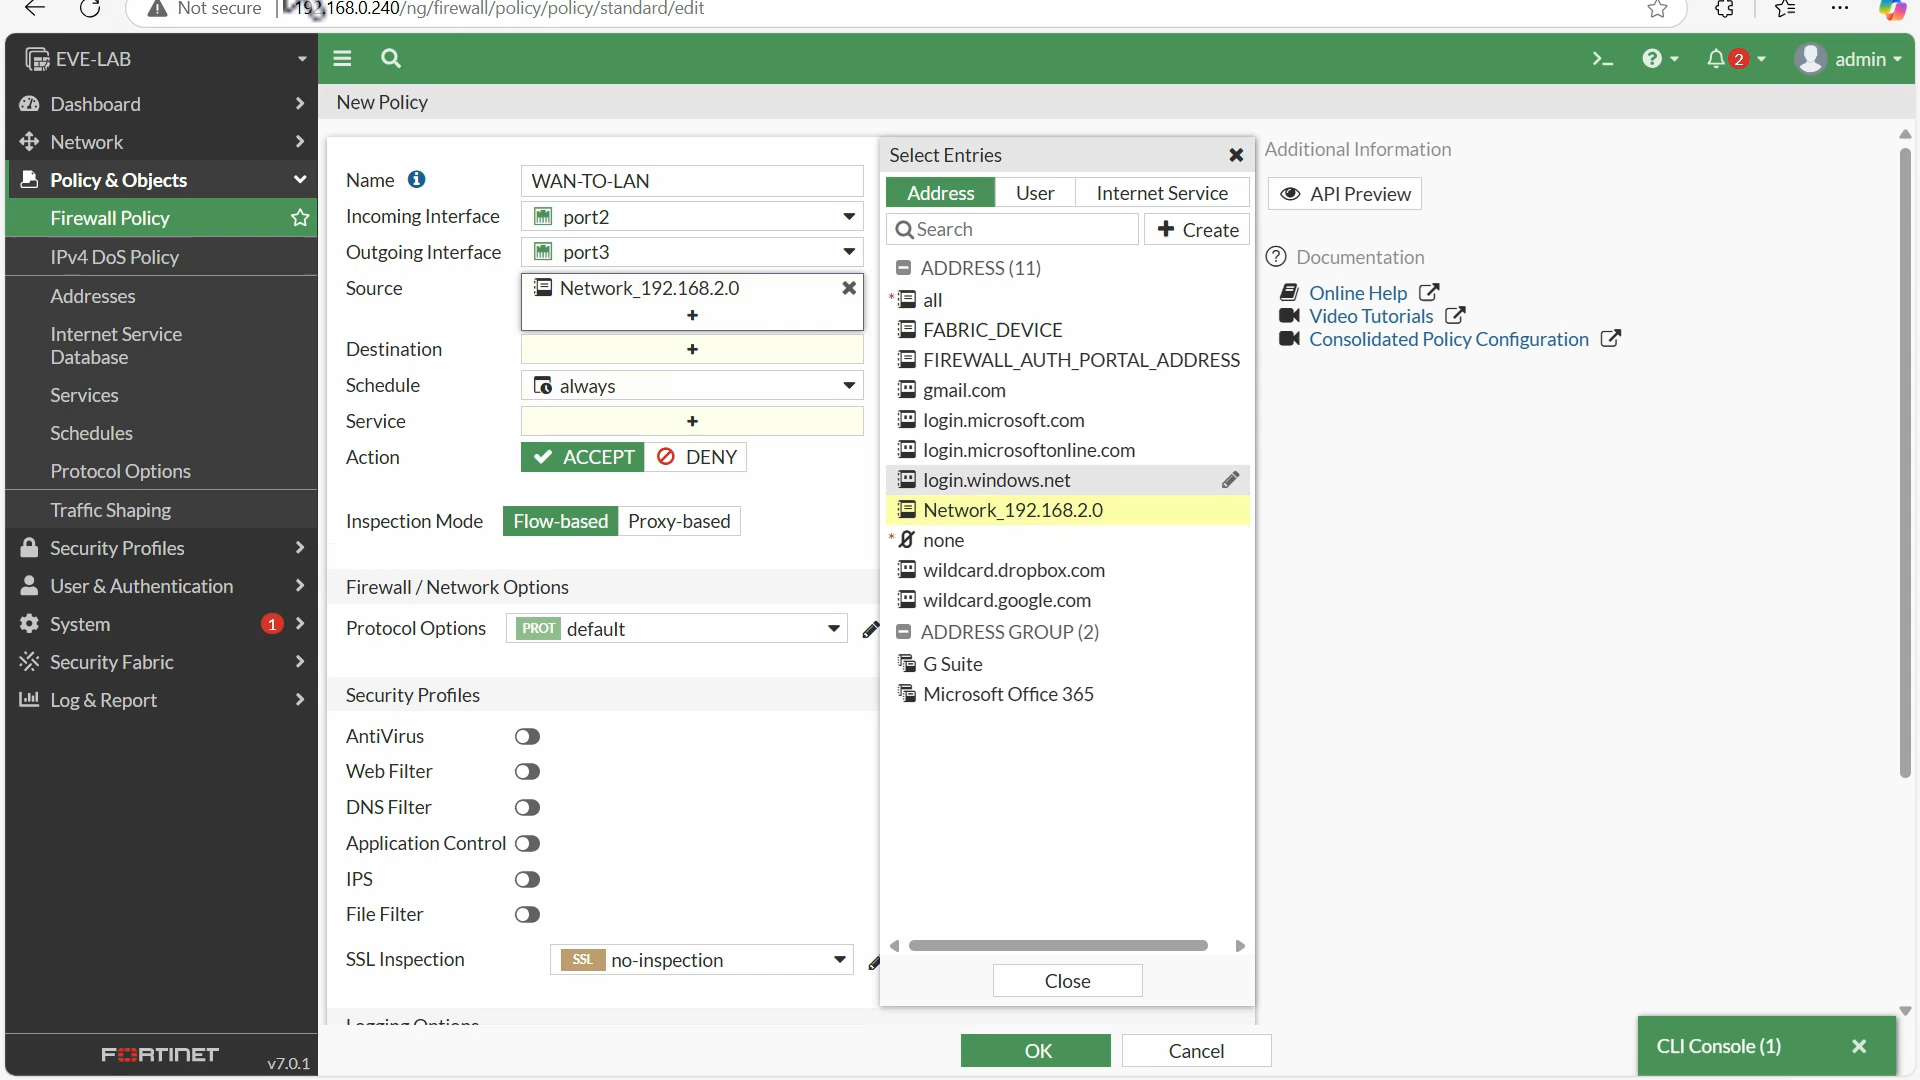 Not secure
192.168.0.240/ng/firewall/policy/policy/standard/edit
EVE-LAB
2
admin
Dashboard
Network
Policy & Objects
Firewall Policy
IPv4 DoS Policy
Addresses
Internet Service
Database
Services
Schedules
Protocol Options
Traffic Shaping
Security Profiles
User & Authentication
System 1
Security Fabric
Log & Report
FORTINET v7.0.1
New Policy
Name WAN-TO-LAN
Incoming Interface port2
Outgoing Interface port3
Source Network_192.168.2.0
+
Destination +
Schedule always
Service +
Action ACCEPT DENY
Inspection Mode Flow-based Proxy-based
Firewall / Network Options
Protocol Options PROT default
Security Profiles
AntiVirus
Web Filter
DNS Filter
Application Control
IPS
File Filter
SSL Inspection SSL no-inspection
Logging Options
Select Entries
Address User Internet Service
Search + Create
ADDRESS (11)
* all
FABRIC_DEVICE
FIREWALL_AUTH_PORTAL_ADDRESS
gmail.com
login.microsoft.com
login.microsoftonline.com
login.windows.net
Network_192.168.2.0
* none
wildcard.dropbox.com
wildcard.google.com
ADDRESS GROUP (2)
G Suite
Microsoft Office 365
Close
Additional Information
API Preview
Documentation
Online Help
Video Tutorials
Consolidated Policy Configuration
OK
Cancel
CLI Console (1)